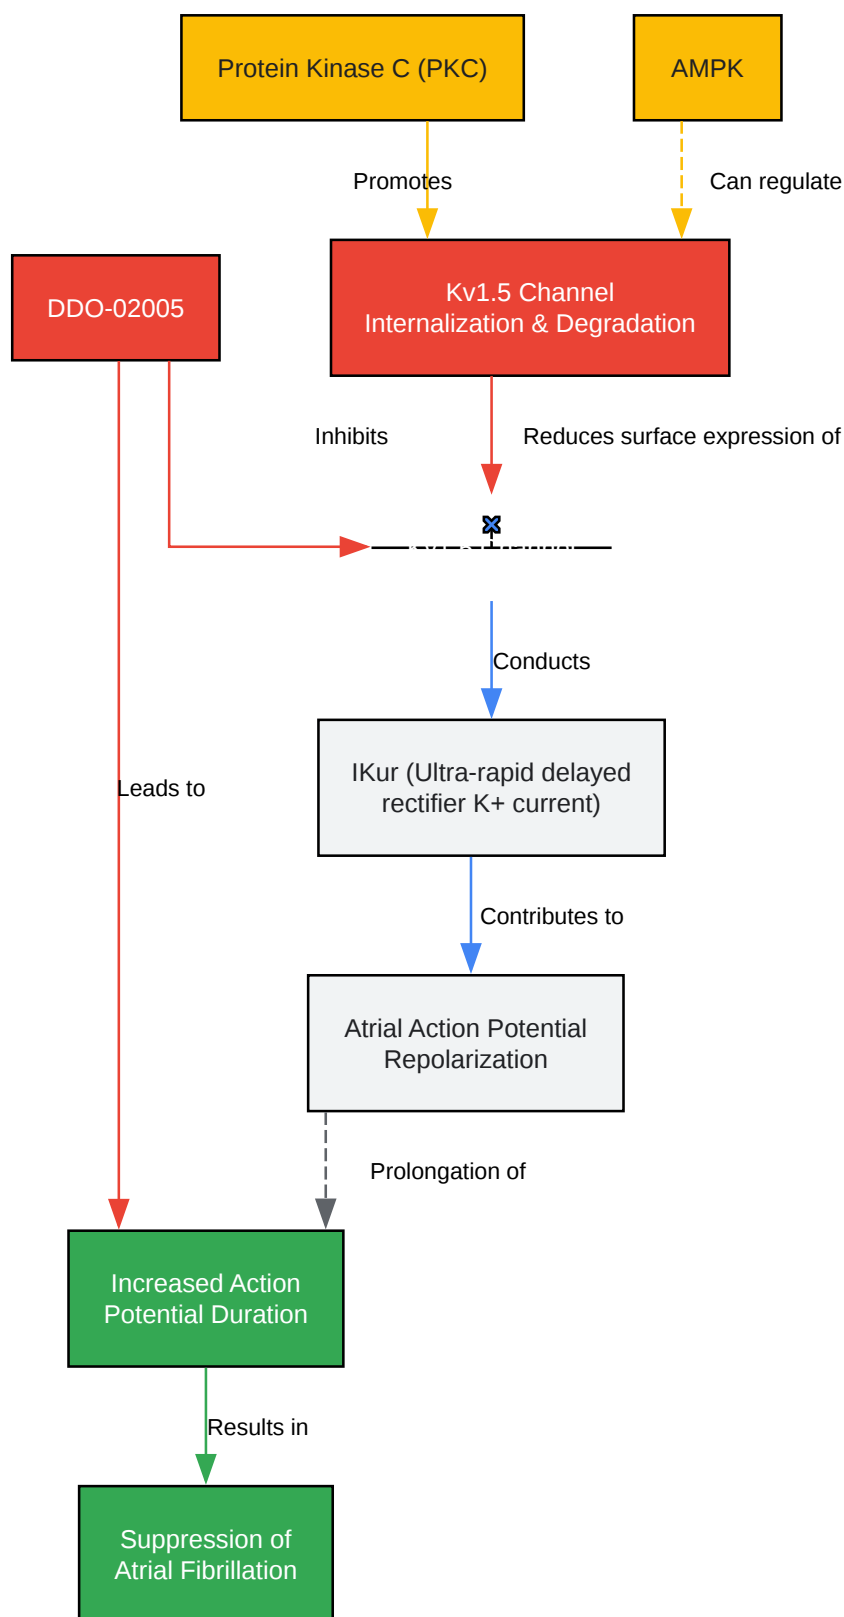 Protein Kinase C (PKC)
AMPK
Promotes
Can regulate
DDO-02005
Kv1.5 Channel
Internalization & Degradation
Inhibits
Reduces surface expression of
Conducts
IKur (Ultra-rapid delayed
rectifier K+ current)
Leads to
Contributes to
Atrial Action Potential
Repolarization
Prolongation of
Increased Action
Potential Duration
Results in
Suppression of
Atrial Fibrillation